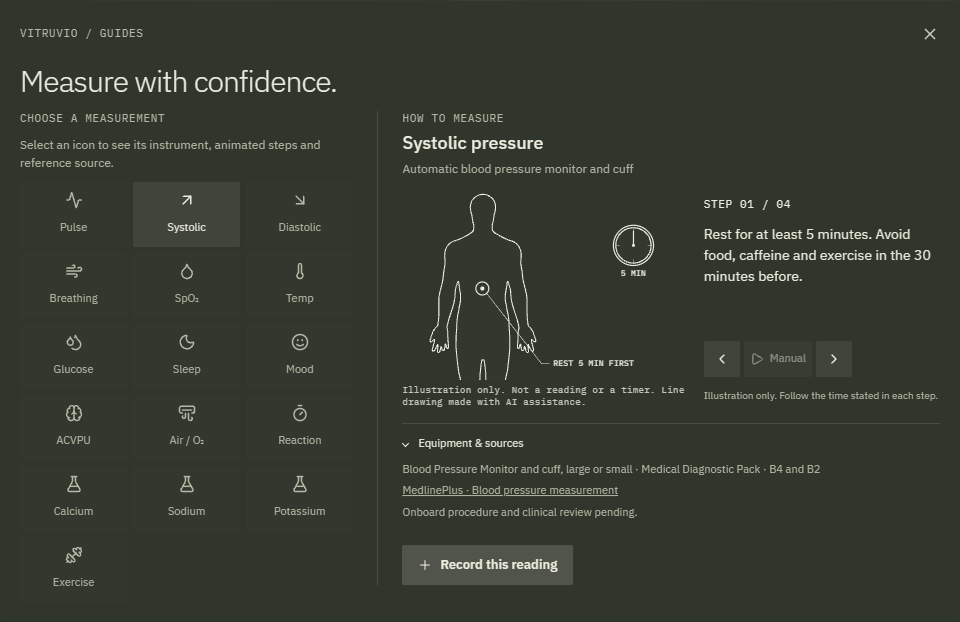 VITRUVIO / GUIDES
Measure with confidence.
CHOOSE A MEASUREMENT
Select an icon to see its instrument, animated steps and
reference source.
Pulse
Systolic
Diastolic
Breathing
SpO₂
Temp
Glucose
Sleep
Mood
ACVPU
Air / O₂
Reaction
Calcium
Sodium
Potassium
Exercise
HOW TO MEASURE
Systolic pressure
Automatic blood pressure monitor and cuff
5 MIN
REST 5 MIN FIRST
Illustration only. Not a reading or a timer. Line
drawing made with AI assistance.
STEP 01 / 04
Rest for at least 5 minutes. Avoid
food, caffeine and exercise in the 30
minutes before.
Manual
Illustration only. Follow the time stated in each step.
Equipment & sources
Blood Pressure Monitor and cuff, large or small · Medical Diagnostic Pack · B4 and B2
MedlinePlus · Blood pressure measurement
Onboard procedure and clinical review pending.
Record this reading